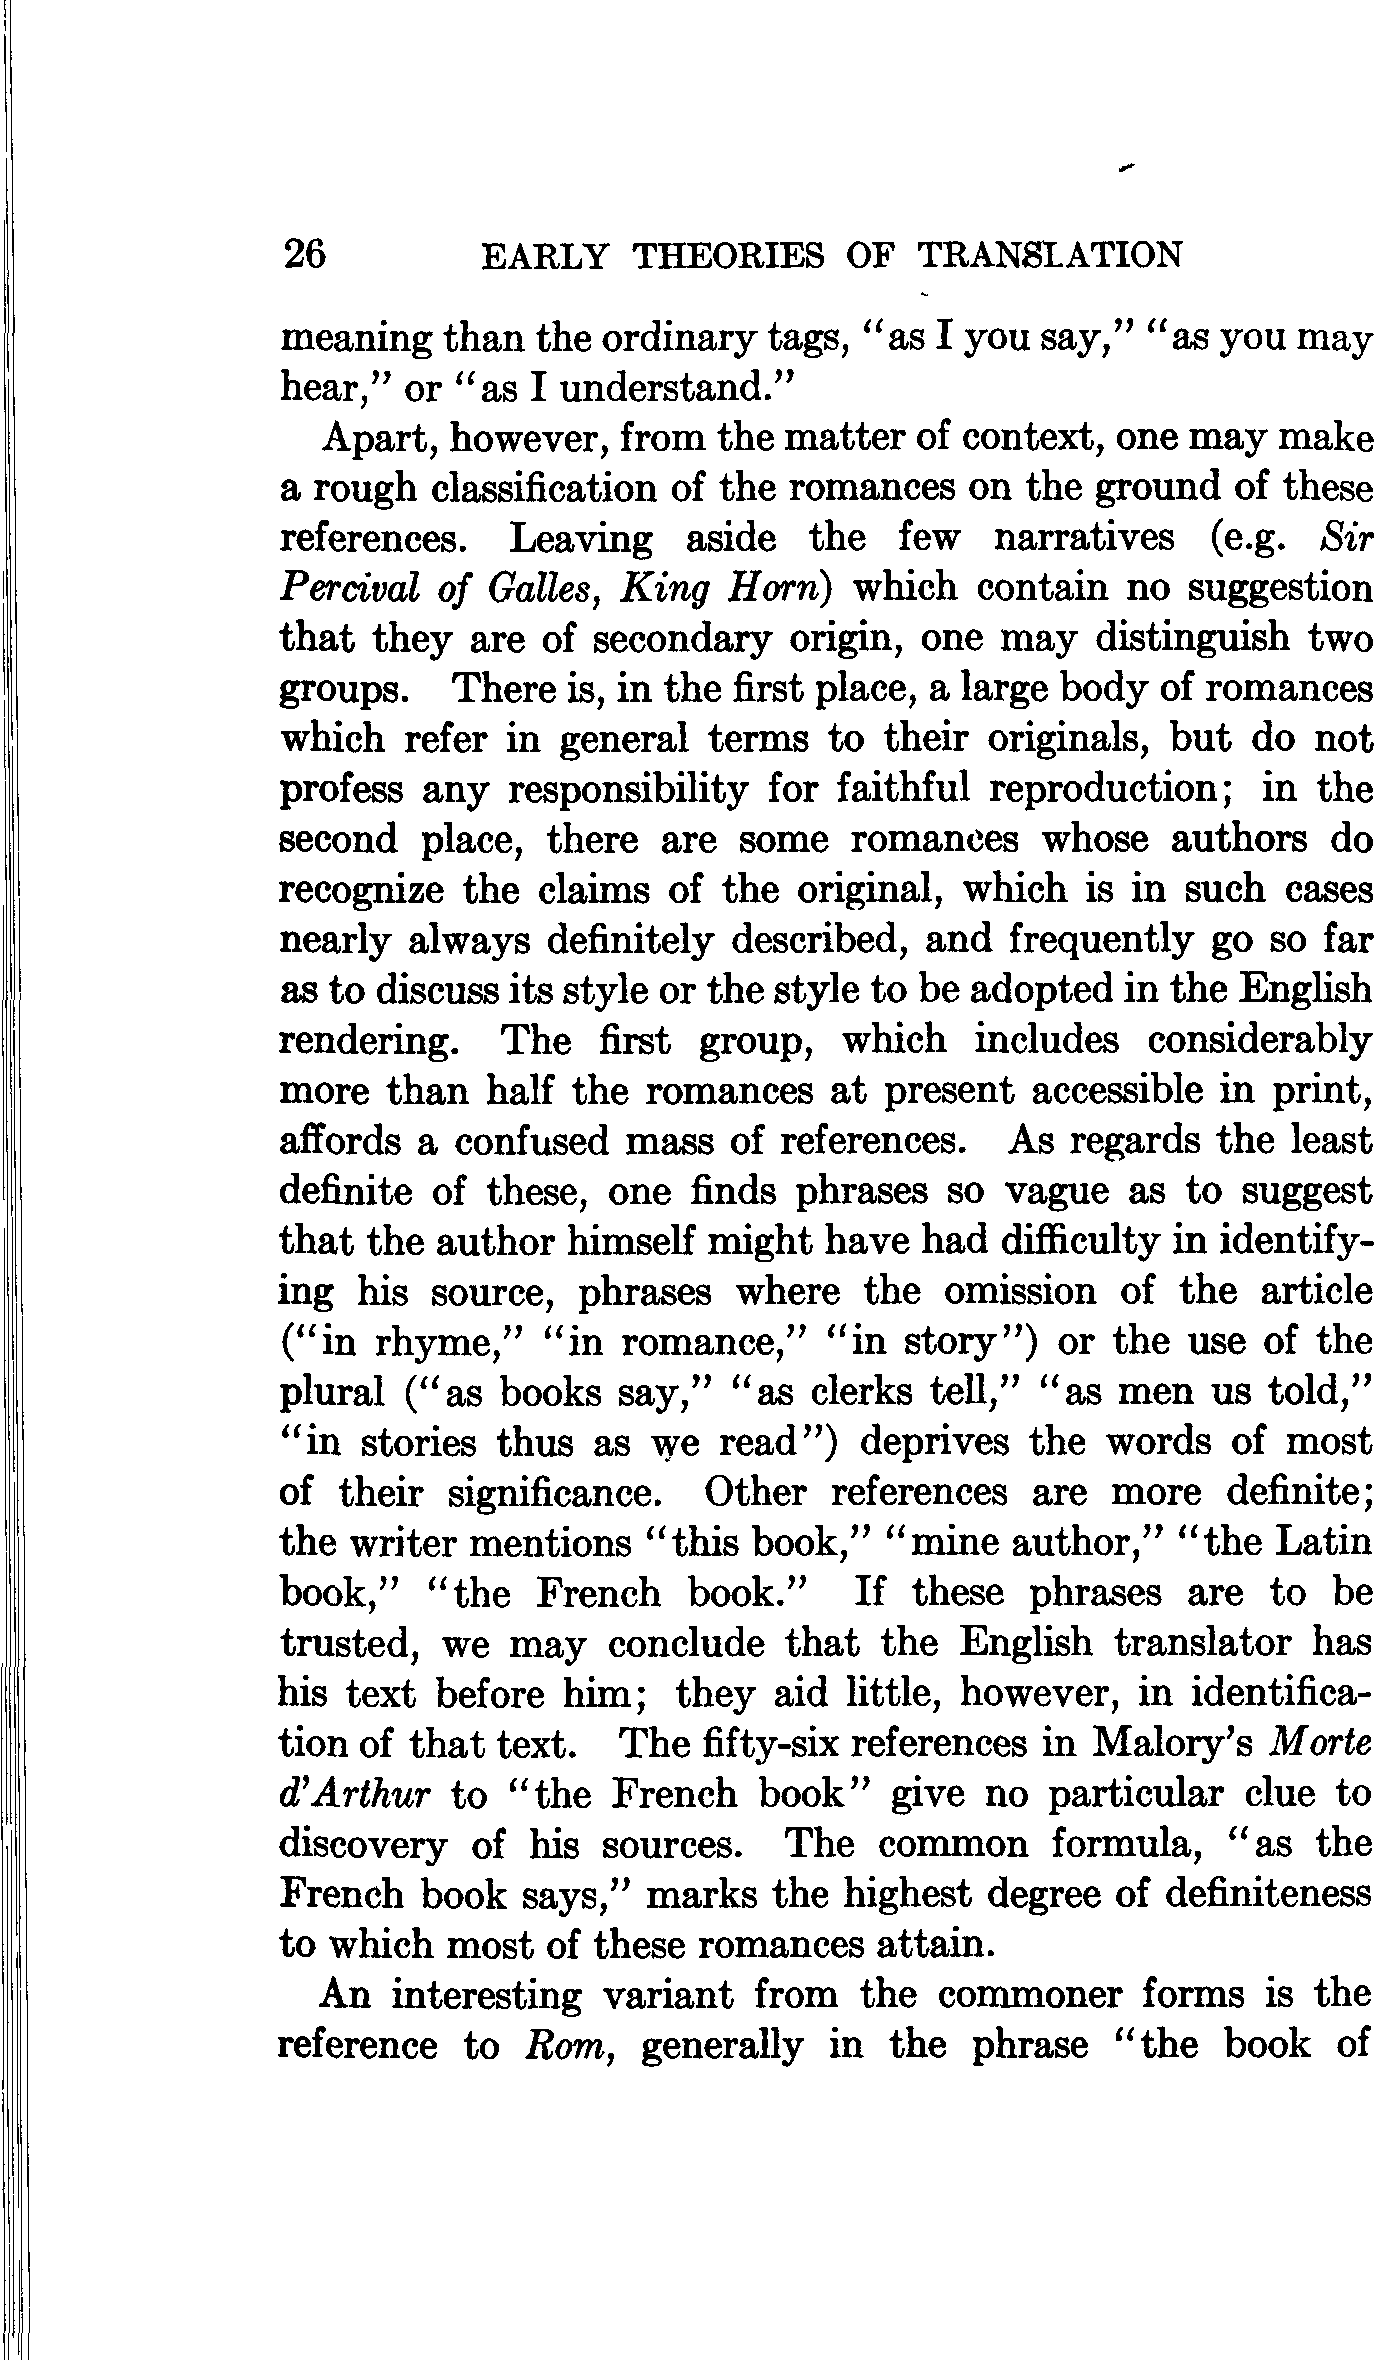 26 EARLY THEORIES OF TRANSLATION
meaning than the ordinary tags, "as I you say," "as you may
hear," or "as I understand."
Apart, however, from the matter of context, one may make
a rough classification of the romances on the ground of these
references. Leaving aside the few narratives (e.g. Sir
Percival of Galles, King Horn) which contain no suggestion
that they are of secondary origin, one may distinguish two
groups. There is, in the first place, a large body of romances
which refer in general terms to their originals, but do not
profess any responsibility for faithful reproduction; in the
second place, there are some romances whose authors do
recognize the claims of the original, which is in such cases
nearly always definitely described, and frequently go so far
as to discuss its style or the style to be adopted in the English
rendering. The first group, which includes considerably
more than half the romances at present accessible in print,
affords a confused mass of references. As regards the least
definite of these, one finds phrases so vague as to suggest
that the author himself might have had difficulty in identify-
ing his source, phrases where the omission of the article
("in rhyme," "in romance," "in story") or the use of the
plural ("as books say," "as clerks tell," "as men us told,"
"in stories thus as we read") deprives the words of most
of their significance. Other references are more definite;
the writer mentions "this book," "mine author," "the Latin
book," "the French book." If these phrases are to be
trusted, we may conclude that the English translator has
his text before him; they aid little, however, in identifica-
tion of that text. The fifty-six references in Malory's Morte
d'Arthur to "the French book" give no particular clue to
discovery of his sources. The common formula, "as the
French book says," marks the highest degree of definiteness
to which most of these romances attain.
An interesting variant from the commoner forms is the
reference to Rom, generally in the phrase "the book of